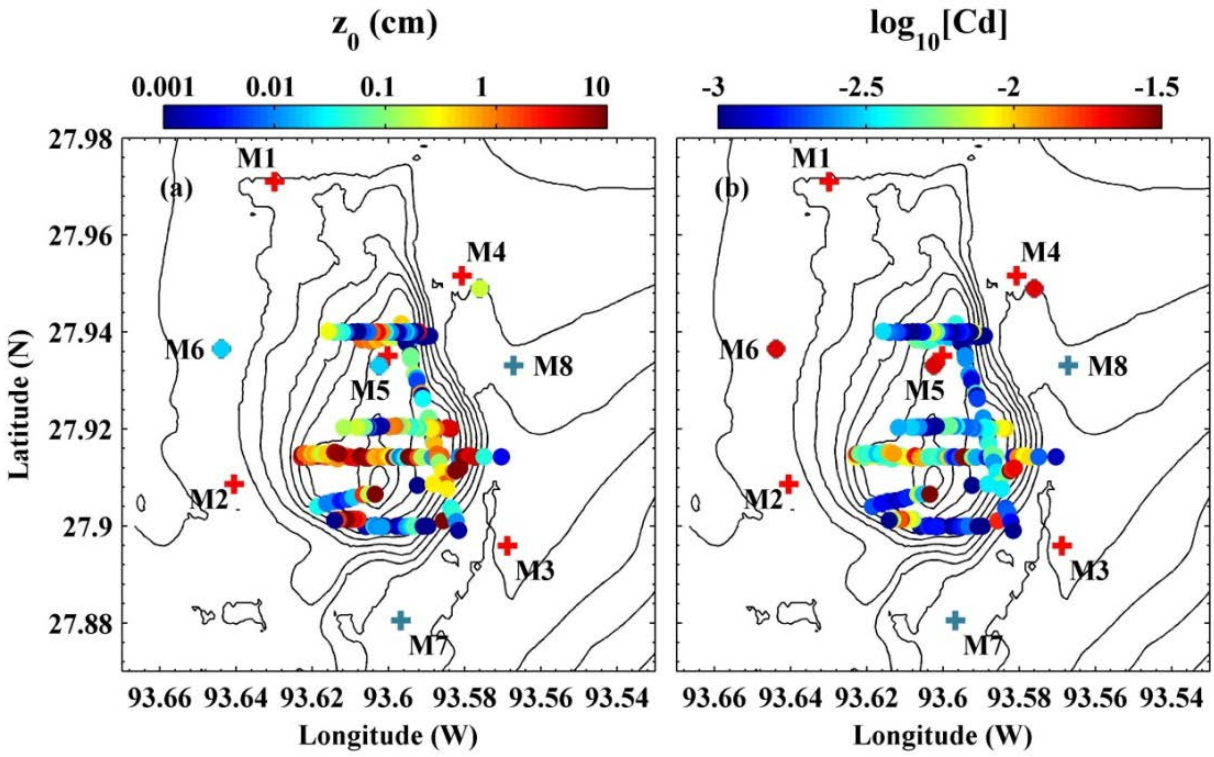 z0 (cm)
log10[Cd]
0.001 0.01 0.1 1 10
-3 -2.5 -2 -1.5
27.98
27.96
27.94
27.92
27.9
27.88
Latitude (N)
(a)
M1
M4
M6
M5
M8
M2
M3
M7
(b)
M1
M4
M6
M5
M8
M2
M3
M7
93.66 93.64 93.62 93.6 93.58 93.56 93.54
93.66 93.64 93.62 93.6 93.58 93.56 93.54
Longitude (W)
Longitude (W)